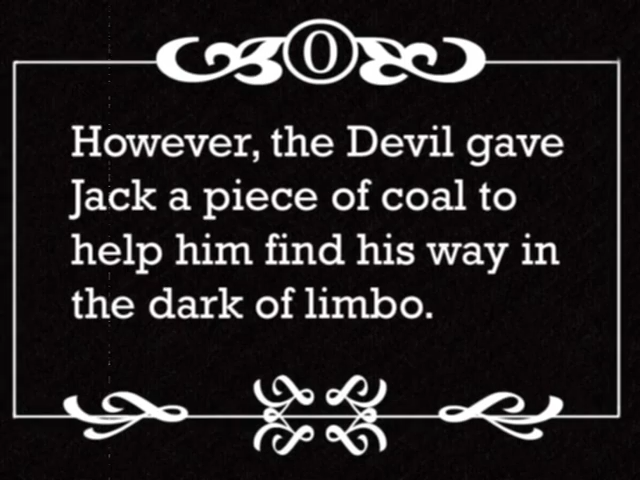 O
However, the Devil gave
Jack a piece of coal to
help him find his way in
the dark of limbo.